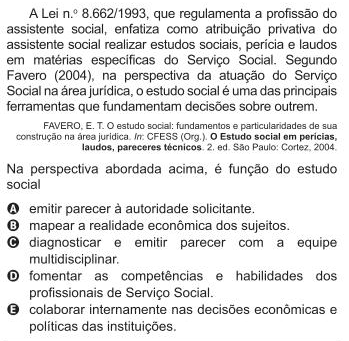 A Lei n.º 8.662/1993, que regulamenta a profissão do
assistente social, enfatiza como atribuição privativa do
assistente social realizar estudos sociais, perícia e laudos
em matérias específicas do Serviço Social. Segundo
Favero (2004), na perspectiva da atuação do Serviço
Social na área jurídica, o estudo social é uma das principais
ferramentas que fundamentam decisões sobre outrem.
FAVERO, E. T. O estudo social: fundamentos e particularidades de sua
construção na área jurídica. In: CFESS (Org.). O Estudo social em perícias,
laudos, pareceres técnicos. 2. ed. São Paulo: Cortez, 2004.
Na perspectiva abordada acima, é função do estudo
social
A emitir parecer à autoridade solicitante.
B mapear a realidade econômica dos sujeitos.
C diagnosticar e emitir parecer com a equipe
multidisciplinar.
D fomentar as competências e habilidades dos
profissionais de Serviço Social.
E colaborar internamente nas decisões econômicas e
políticas das instituições.